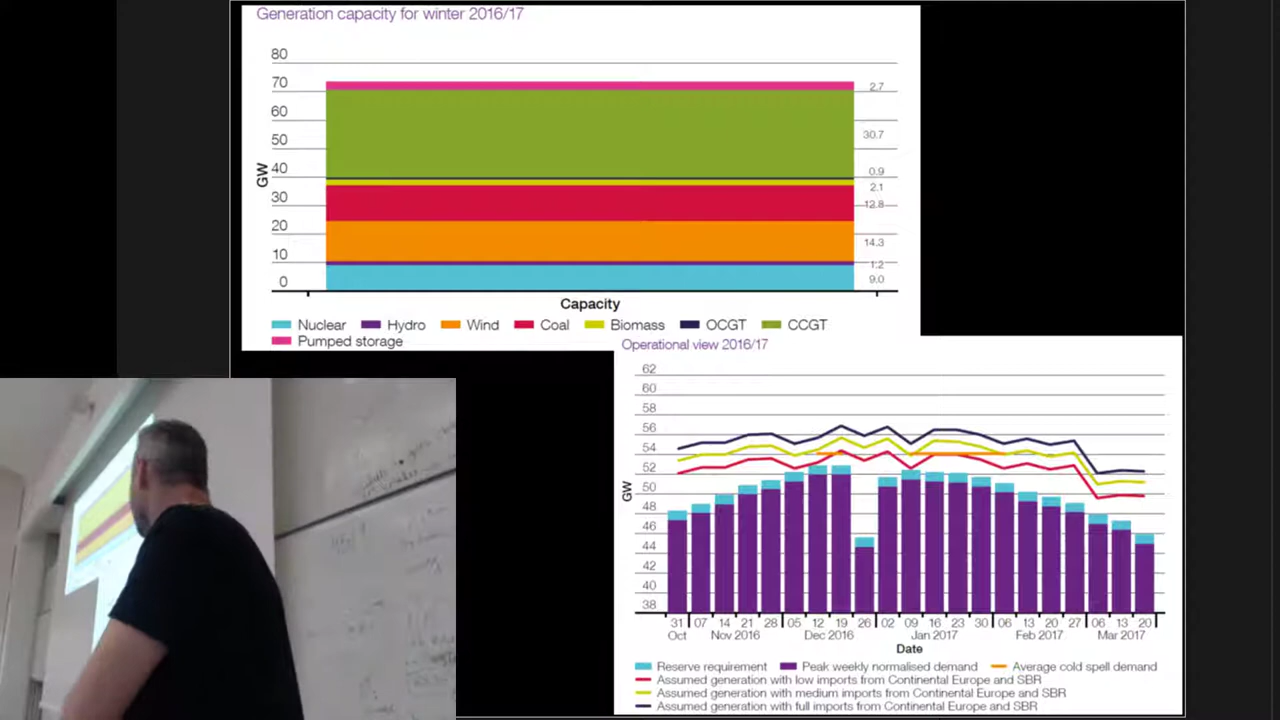 Generation capacity for winter 2016/17
80
70
60
50
40
30
20
10
0
GW
2.7
30.7
0.9
2.1
12.8
14.3
1.2
9.0
Capacity
Nuclear Hydro Wind Coal Biomass OCGT CCGT
Pumped storage
Operational view 2016/17
62
60
58
56
54
52
50
48
46
44
42
40
38
GW
31 07 14 21 28 05 12 19 26 02 09 16 23 30 06 13 20 27 06 13 20
Oct Nov 2016 Dec 2016 Jan 2017 Feb 2017 Mar 2017
Date
Reserve requirement Peak weekly normalised demand Average cold spell demand
Assumed generation with low imports from Continental Europe and SBR
Assumed generation with medium imports from Continental Europe and SBR
Assumed generation with full imports from Continental Europe and SBR